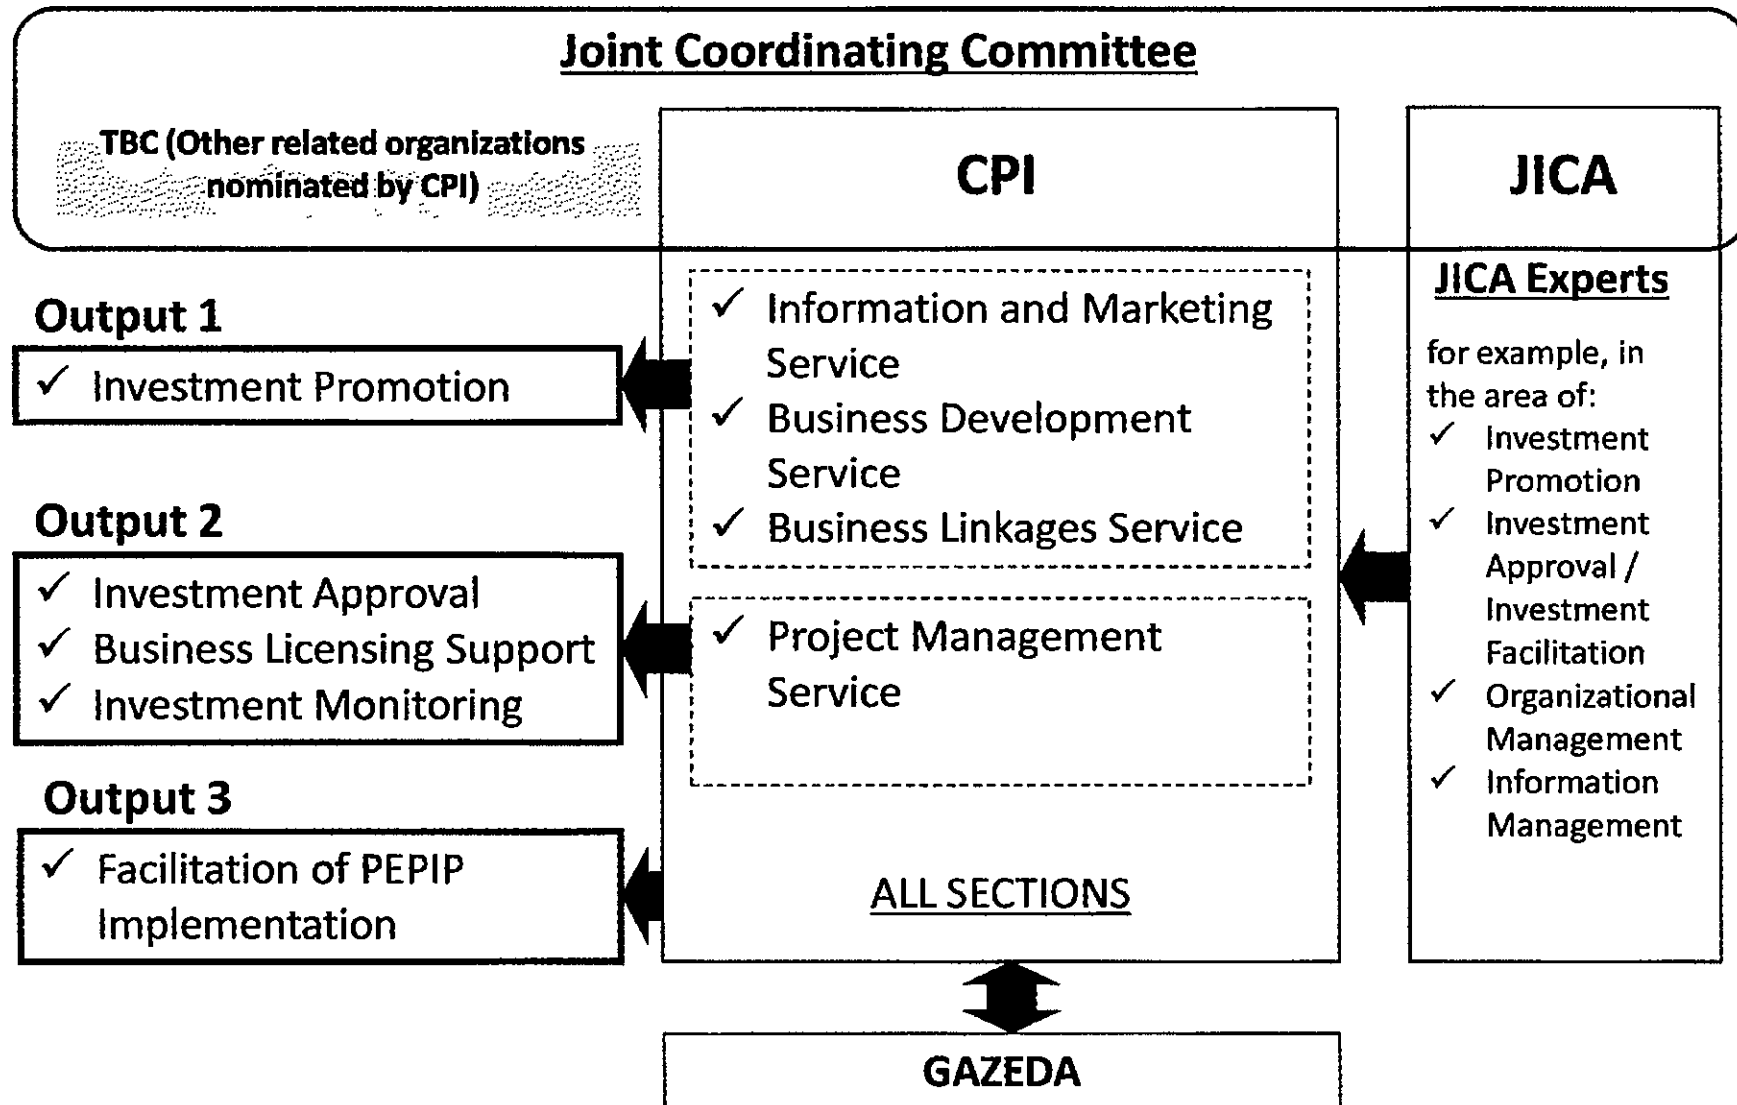 Joint Coordinating Committee
TBC (Other related organizations
nominated by CPI)
CPI
JICA
Output 1
✓ Investment Promotion
Output 2
✓ Investment Approval
✓ Business Licensing Support
✓ Investment Monitoring
Output 3
✓ Facilitation of PEPIP
Implementation
✓ Information and Marketing
Service
✓ Business Development
Service
✓ Business Linkages Service
✓ Project Management
Service
ALL SECTIONS
JICA Experts
for example, in
the area of:
✓ Investment
Promotion
✓ Investment
Approval /
Investment
Facilitation
✓ Organizational
Management
✓ Information
Management
GAZEDA